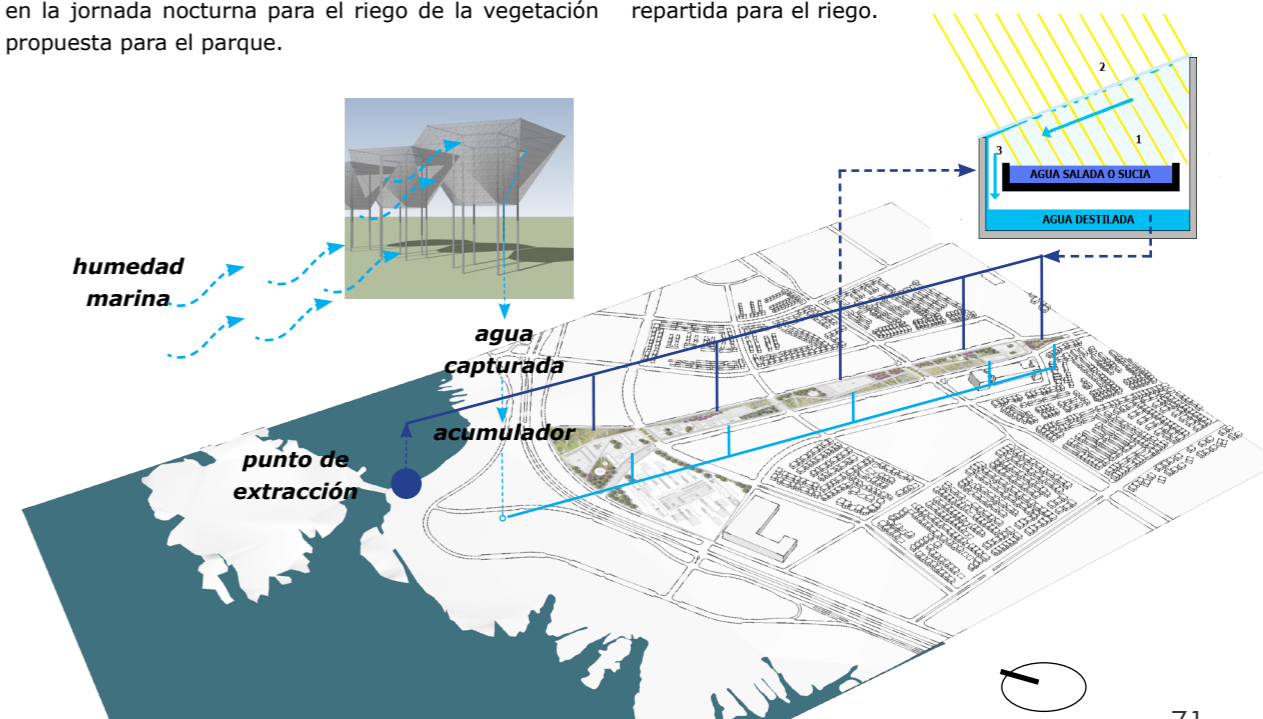 en la jornada nocturna para el riego de la vegetación
propuesta para el parque.
repartida para el riego.
2
1
3
AGUA SALADA O SUCIA
AGUA DESTILADA
humedad
marina
agua
capturada
acumulador
punto de
extracción
71